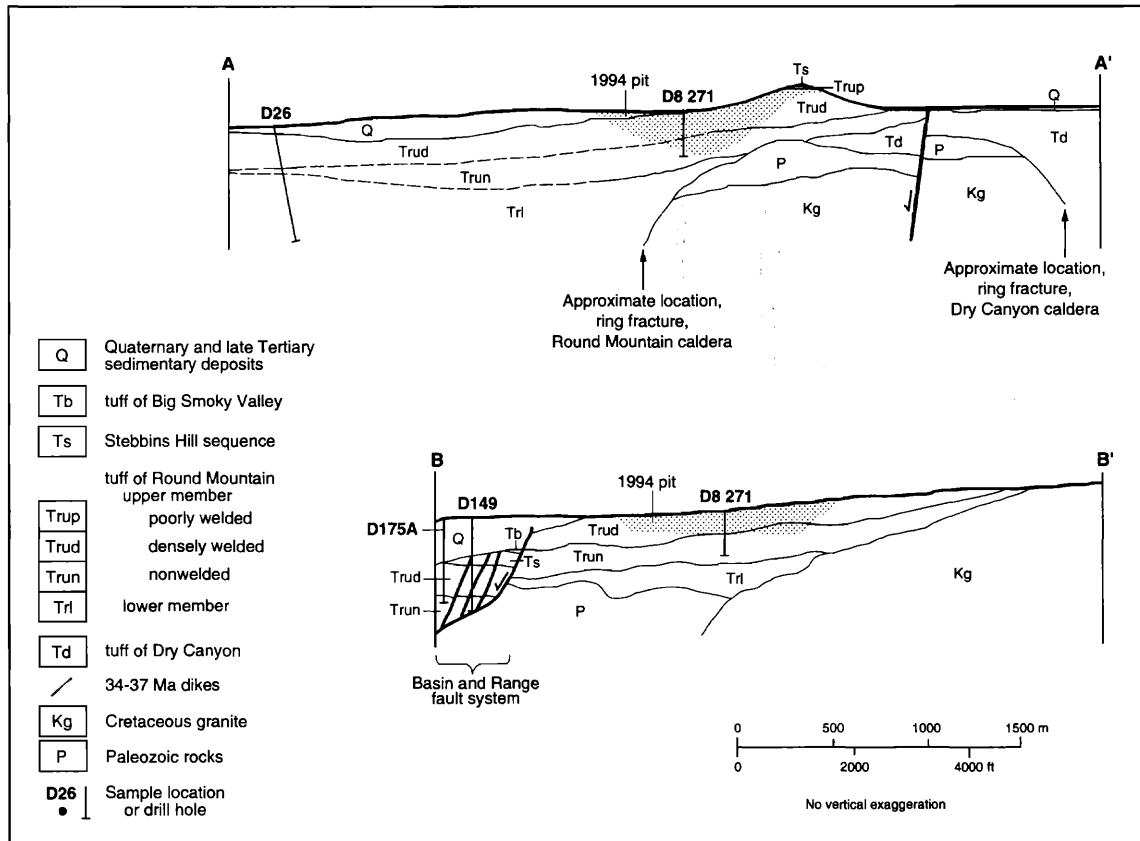 A
A'
Ts
1994 pit
Trup
D8 271
D26
Q
Trud
Q
Trud
Td
Td
P
P
Trun
Trl
Kg
Kg
Approximate location,
ring fracture,
Round Mountain caldera
Approximate location,
ring fracture,
Dry Canyon caldera
Q Quaternary and late Tertiary
sedimentary deposits
Tb tuff of Big Smoky Valley
Ts Stebbins Hill sequence
tuff of Round Mountain
upper member
Trup poorly welded
Trud densely welded
Trun nonwelded
Trl lower member
Td tuff of Dry Canyon
34-37 Ma dikes
Kg Cretaceous granite
P Paleozoic rocks
D26 Sample location
or drill hole
B
B'
1994 pit
D149
D8 271
D175A
Q
Tb
Trud
Ts
Trun
Trud
Trl
Kg
Trun
P
Basin and Range
fault system
0 500 1000 1500 m
0 2000 4000 ft
No vertical exaggeration